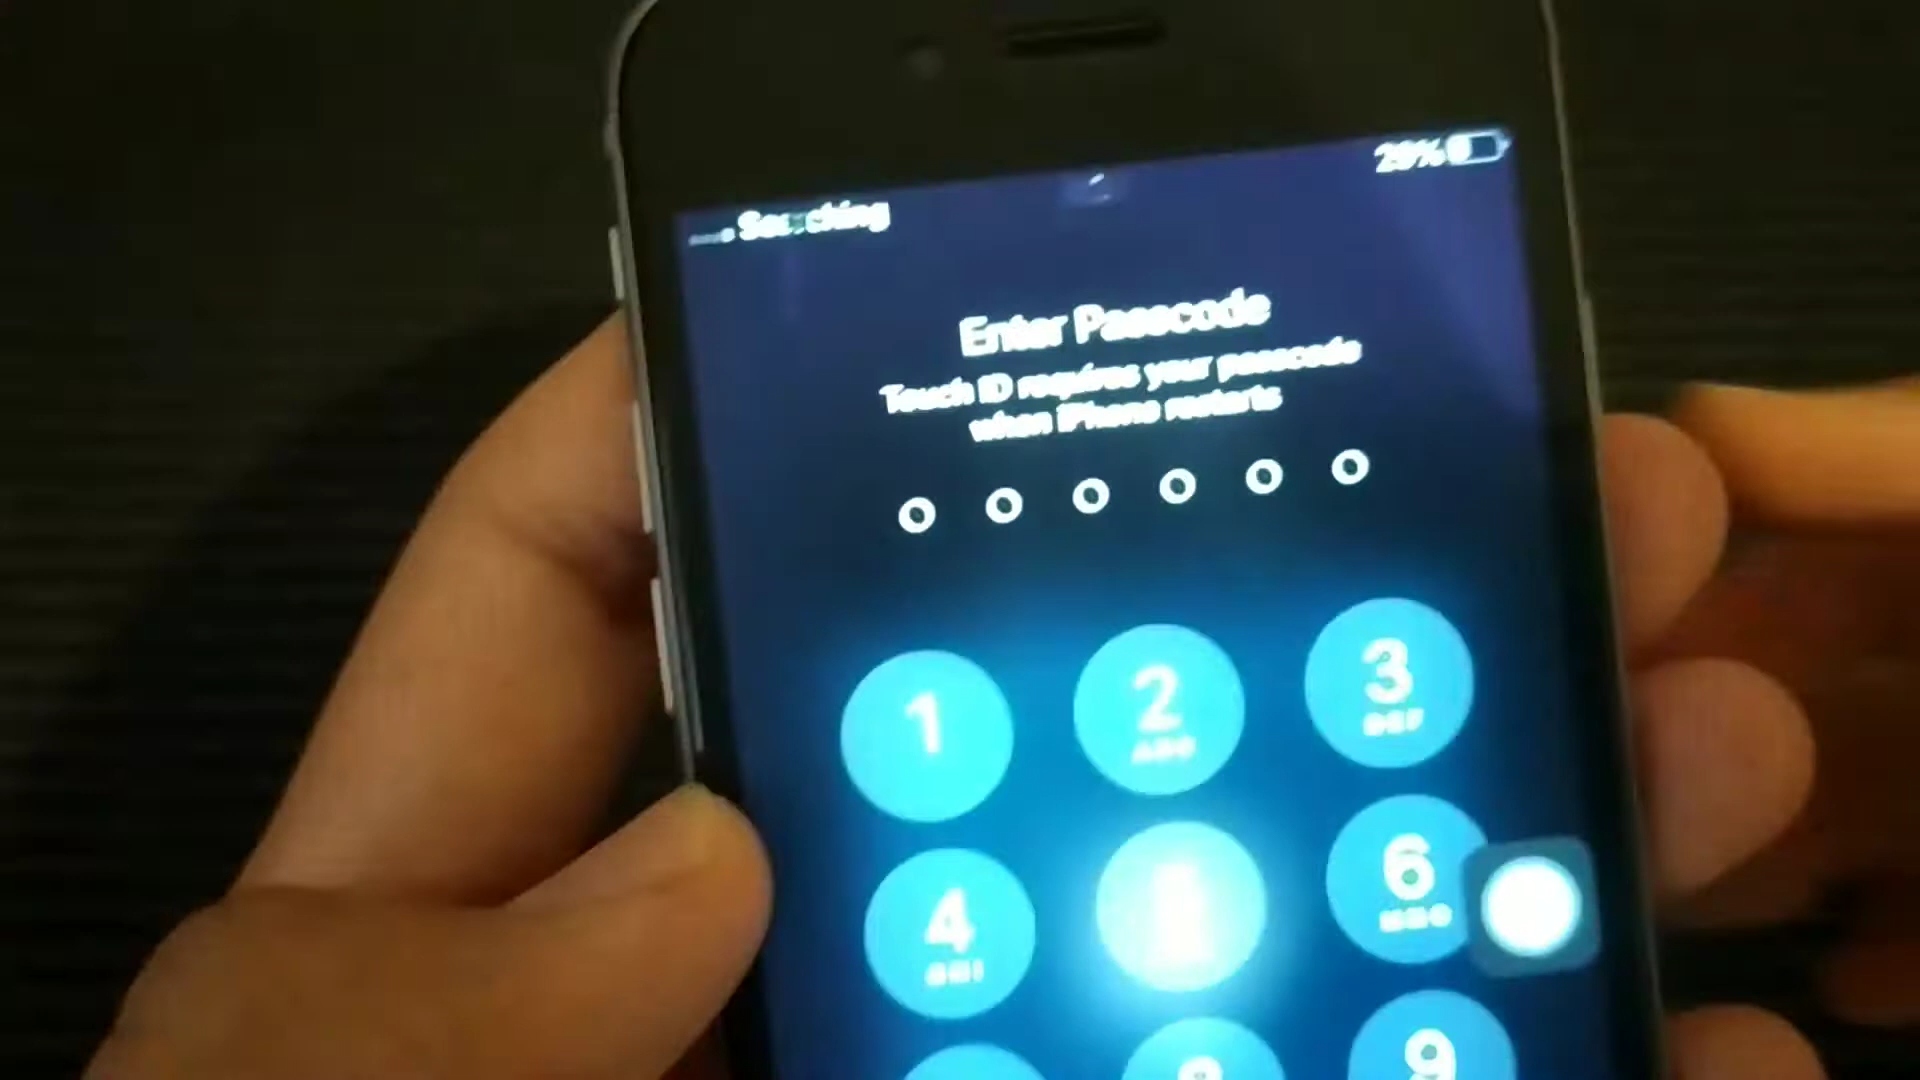 Searching
29%
Enter Passcode
Touch ID requires your passcode
when iPhone restarts
1
2
ABC
3
DEF
4
GHI
6
MNO
8
9